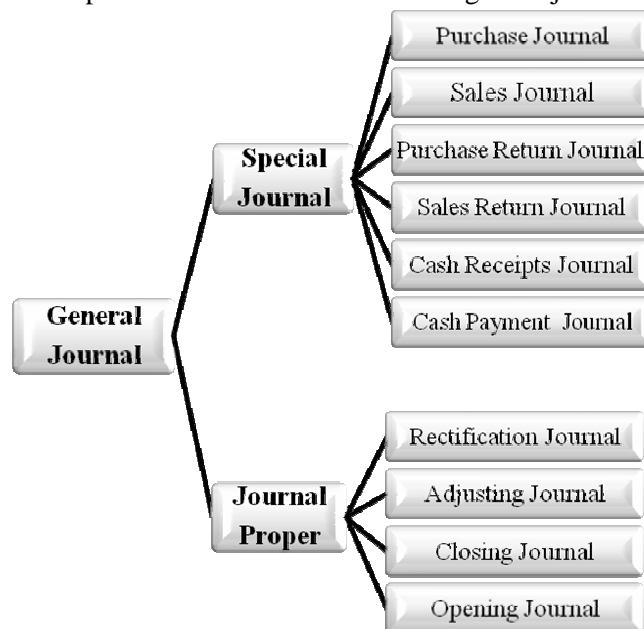 Purchase Journal
Sales Journal
Purchase Return Journal
Sales Return Journal
Cash Receipts Journal
Cash Payment Journal
Special
Journal
General
Journal
Journal
Proper
Rectification Journal
Adjusting Journal
Closing Journal
Opening Journal